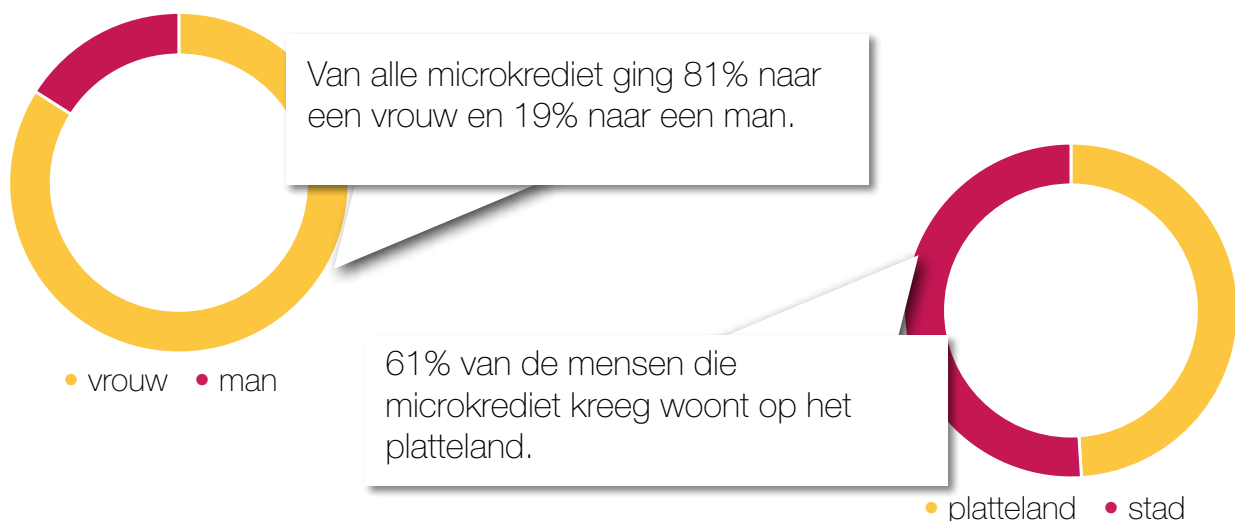 Van alle microkrediet ging 81% naar
een vrouw en 19% naar een man.
vrouw man
61% van de mensen die
microkrediet kreeg woont op het
platteland.
platteland stad